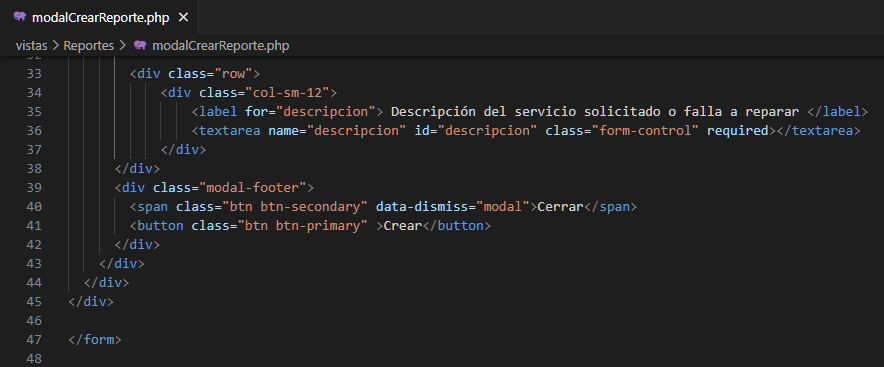 modalCrearReporte.php ×
vistas > Reportes > modalCrearReporte.php
32
33 <div class="row">
34 <div class="col-sm-12">
35 <label for="descripcion"> Descripción del servicio solicitado o falla a reparar </label>
36 <textarea name="descripcion" id="descripcion" class="form-control" required></textarea>
37 </div>
38 </div>
39 <div class="modal-footer">
40 <span class="btn btn-secondary" data-dismiss="modal">Cerrar</span>
41 <button class="btn btn-primary" >Crear</button>
42 </div>
43 </div>
44 </div>
45 </div>
46
47 </form>
48